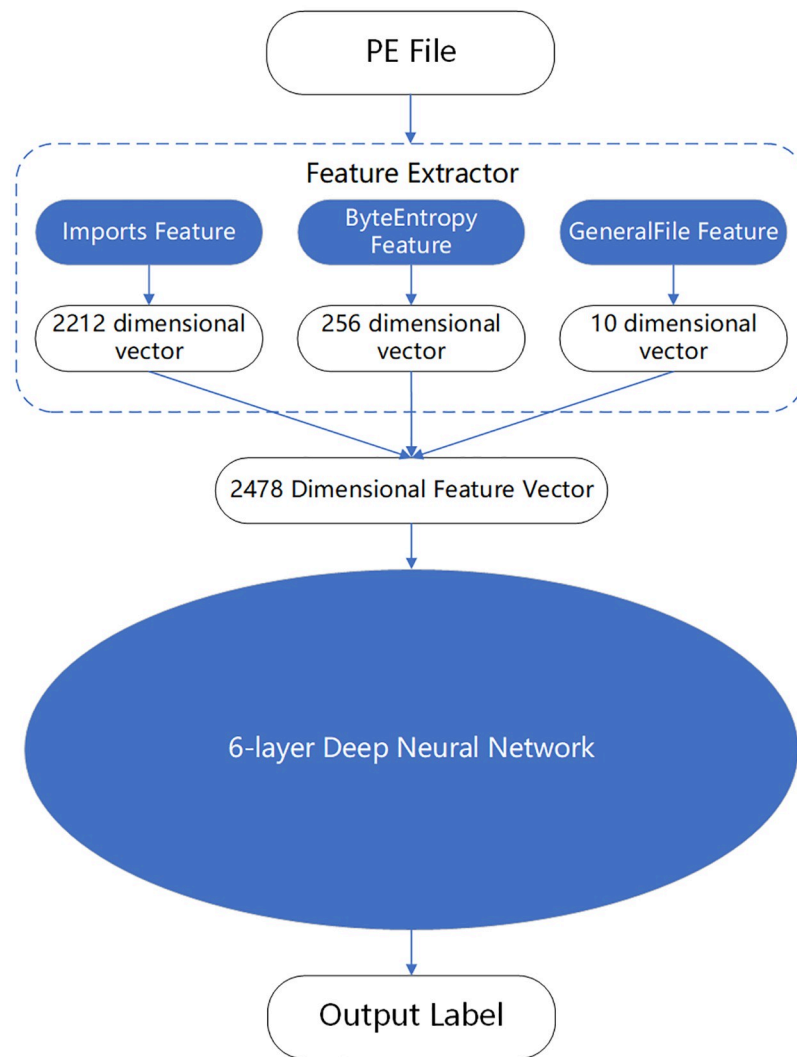 PE File
Feature Extractor
Imports Feature
ByteEntropy
Feature
GeneralFile Feature
2212 dimensional
vector
256 dimensional
vector
10 dimensional
vector
2478 Dimensional Feature Vector
6-layer Deep Neural Network
Output Label